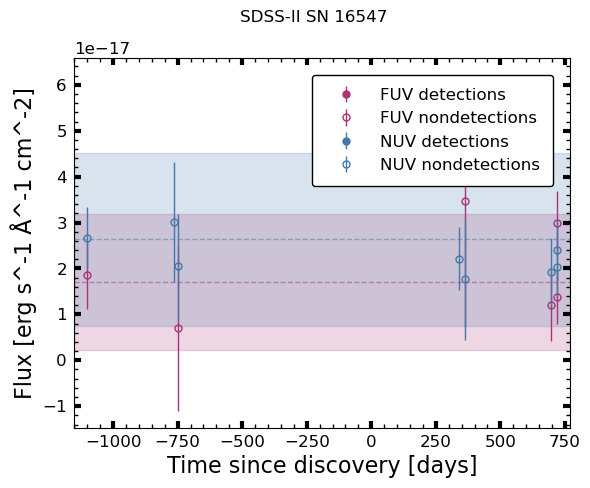 SDSS-II SN 16547
1e−17
6
5
4
3
2
1
0
−1
Flux [erg s^-1 Å^-1 cm^-2]
FUV detections
FUV nondetections
NUV detections
NUV nondetections
−1000 −750 −500 −250 0 250 500 750
Time since discovery [days]